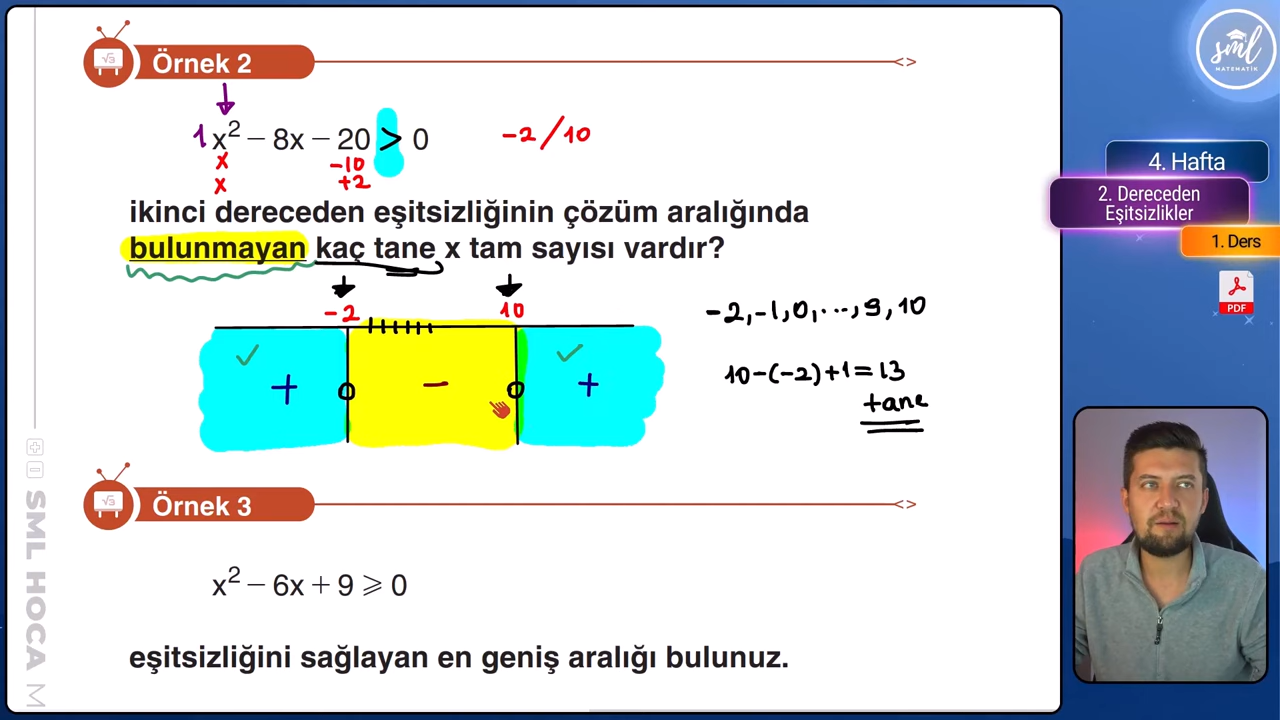 Örnek 2
1x² − 8x − 20 > 0
-2/10
x -10
x +2
ikinci dereceden eşitsizliğinin çözüm aralığında
bulunmayan kaç tane x tam sayısı vardır?
-2 10
-2, -1, 0, ..., 9, 10
+ 0 − 0 +
10-(-2)+1=13
tane
Örnek 3
x² − 6x + 9 ⩾ 0
eşitsizliğini sağlayan en geniş aralığı bulunuz.
SML HOCA M
sml
MATEMATİK
4. Hafta
2. Dereceden
Eşitsizlikler
1. Ders
PDF